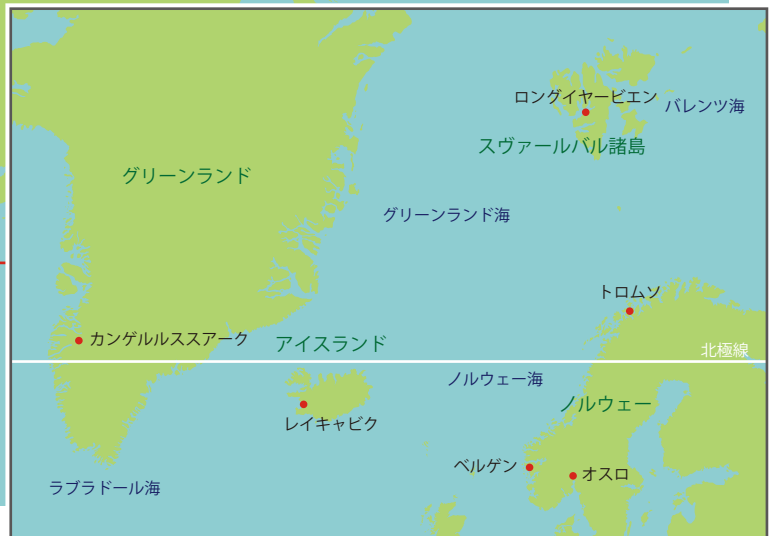 ロングイヤービエン
バレンツ海
スヴァールバル諸島
グリーンランド
グリーンランド海
トロムソ
カンゲルルススアーク
アイスランド
北極線
ノルウェー海
ノルウェー
レイキャビク
ベルゲン
オスロ
ラブラドール海